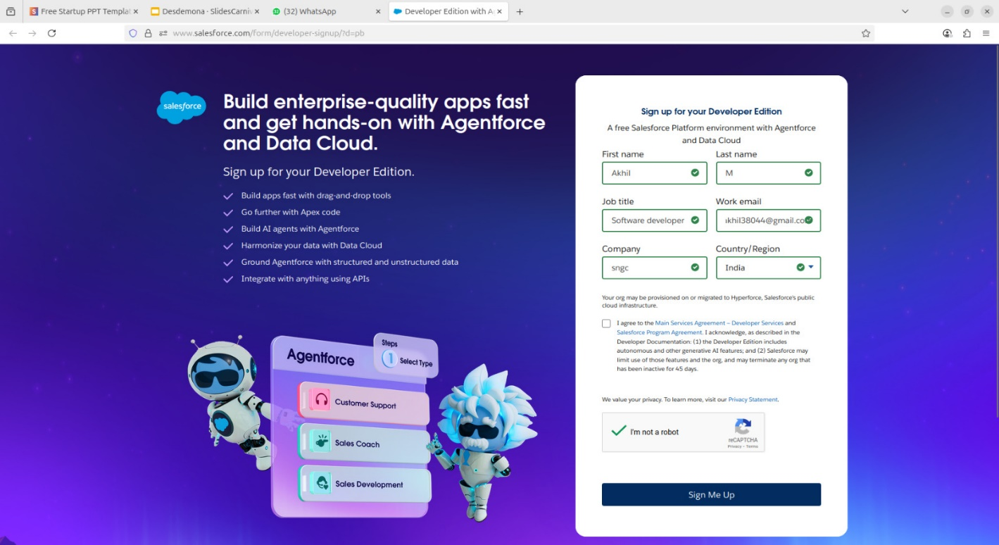 Free Startup PPT Templat
Desdemona · SlidesCarniv
(32) WhatsApp
Developer Edition with A
www.salesforce.com/form/developer-signup/?d=pb
salesforce
Build enterprise-quality apps fast
and get hands-on with Agentforce
and Data Cloud.
Sign up for your Developer Edition.
Build apps fast with drag-and-drop tools
Go further with Apex code
Build AI agents with Agentforce
Harmonize your data with Data Cloud
Ground Agentforce with structured and unstructured data
Integrate with anything using APIs
Agentforce
Steps
1 Select Type
Customer Support
Sales Coach
Sales Development
Sign up for your Developer Edition
A free Salesforce Platform environment with Agentforce
and Data Cloud
First name Last name
Akhil M
Job title Work email
Software developer khil38044@gmail.co
Company Country/Region
sngc India
Your org may be provisioned on or migrated to Hyperforce, Salesforce's public
cloud infrastructure.
I agree to the Main Services Agreement – Developer Services and
Salesforce Program Agreement. I acknowledge, as described in the
Developer Documentation: (1) the Developer Edition includes
autonomous and other generative AI features; and (2) Salesforce may
limit use of those features and the org, and may terminate any org that
has been inactive for 45 days.
We value your privacy. To learn more, visit our Privacy Statement.
I'm not a robot
reCAPTCHA
Privacy - Terms
Sign Me Up